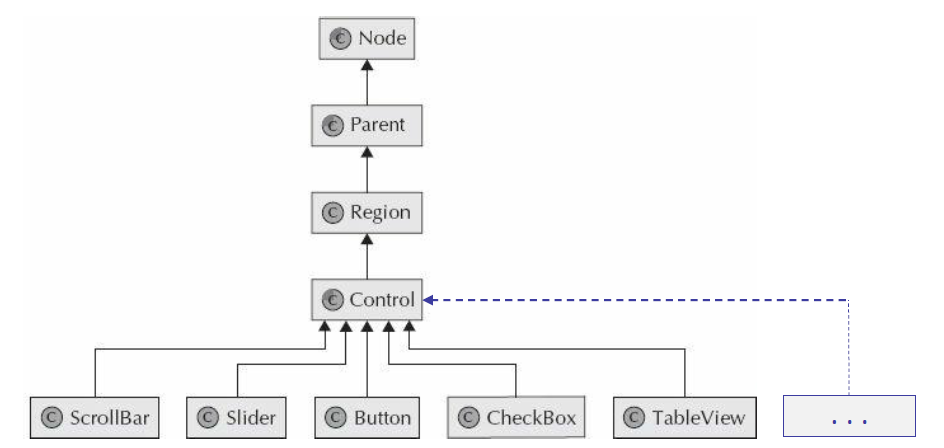 C Node
C Parent
C Region
C Control
C ScrollBar
C Slider
C Button
C CheckBox
C TableView
...